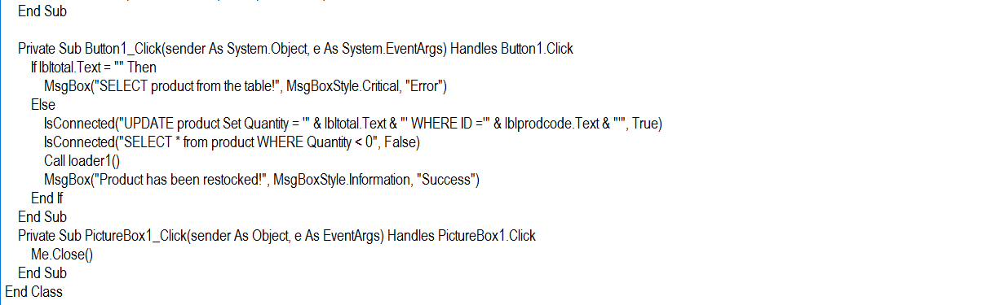 End Sub
Private Sub Button1_Click(sender As System.Object, e As System.EventArgs) Handles Button1.Click
If lbltotal.Text = "" Then
MsgBox("SELECT product from the table!", MsgBoxStyle.Critical, "Error")
Else
IsConnected("UPDATE product Set Quantity = '" & lbltotal.Text & "' WHERE ID ='" & lblprodcode.Text & "'", True)
IsConnected("SELECT * from product WHERE Quantity < 0", False)
Call loader1()
MsgBox("Product has been restocked!", MsgBoxStyle.Information, "Success")
End If
End Sub
Private Sub PictureBox1_Click(sender As Object, e As EventArgs) Handles PictureBox1.Click
Me.Close()
End Sub
End Class